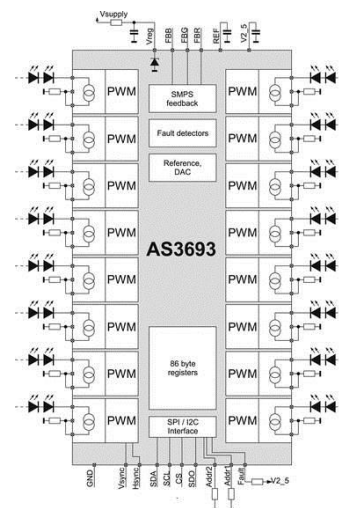 Vsupply
Vreg
FBB
FBG
FBR
REF
V2_5
PWM PWM
SMPS
feedback
PWM PWM
Fault detectors
PWM PWM
Reference,
DAC
PWM PWM
AS3693
PWM PWM
PWM PWM
86 byte
registers
PWM PWM
PWM PWM
SPI / I2C
Interface
GND
Vsync
Hsync
SDA
SCL
CS
SDO
Addr2
Addr1
Fault
V2_5